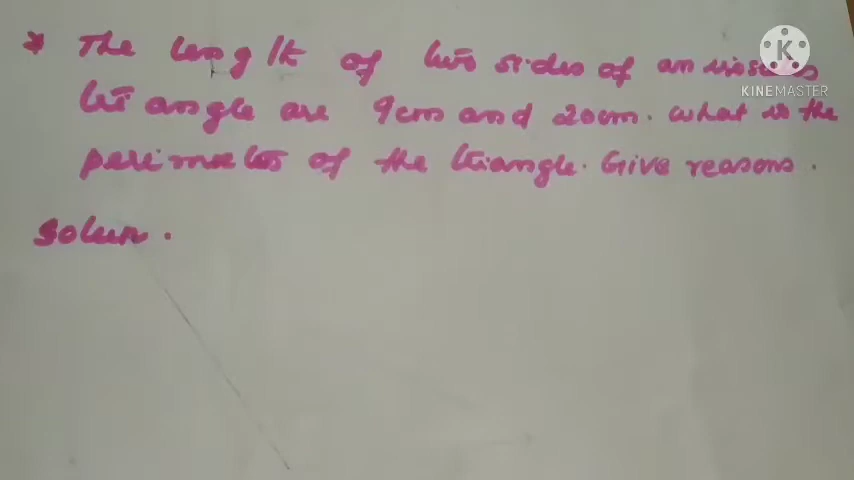 * The length of two sides of an isosceles
triangle are 9cm and 20cm. What is the
perimeter of the triangle. Give reasons.
Solun.
K
KINEMASTER